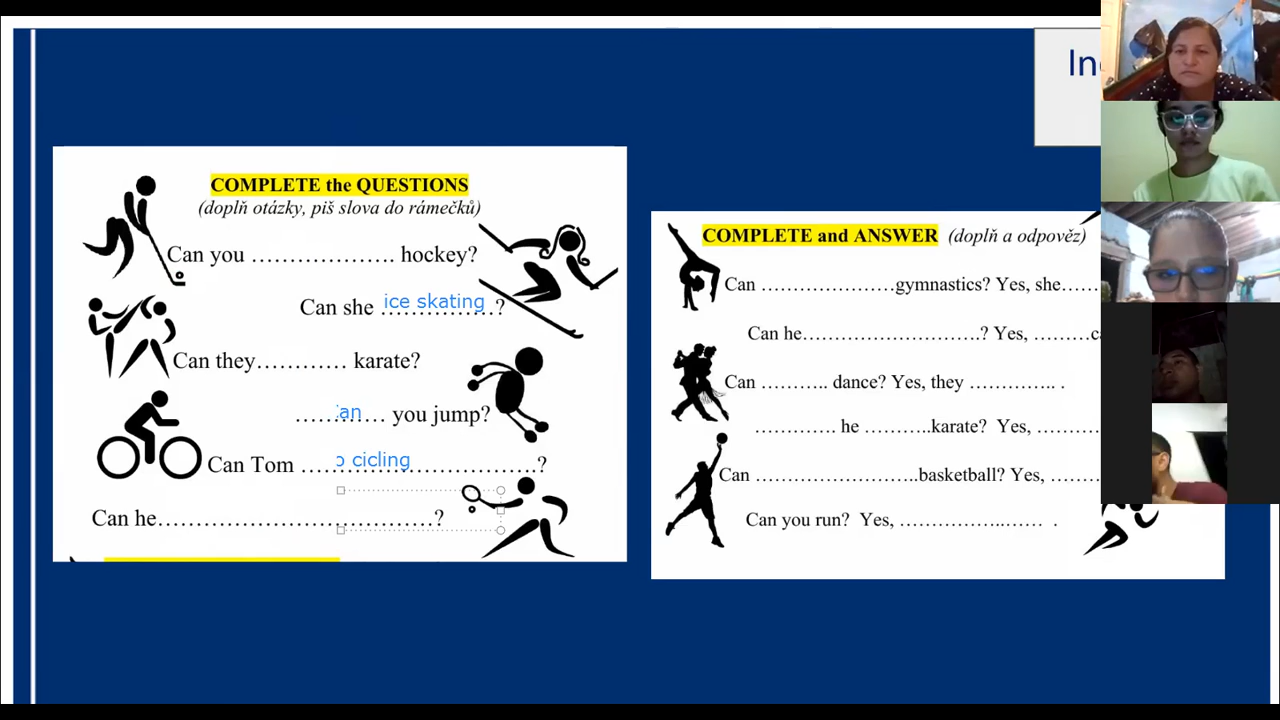 In
COMPLETE the QUESTIONS
(doplň otázky, piš slova do rámečků)
Can you ………………. hockey?
Can she ice skating ?
Can they………… karate?
an you jump?
Can Tom o cicling ?
Can he……………………………?
COMPLETE and ANSWER (doplň a odpověz)
Can …………………gymnastics? Yes, she……
Can he……………………….? Yes, ………c
Can ……….. dance? Yes, they ………….. .
…………. he ………..karate? Yes, ………
Can …………………….basketball? Yes, ………
Can you run? Yes, ……………..…… .